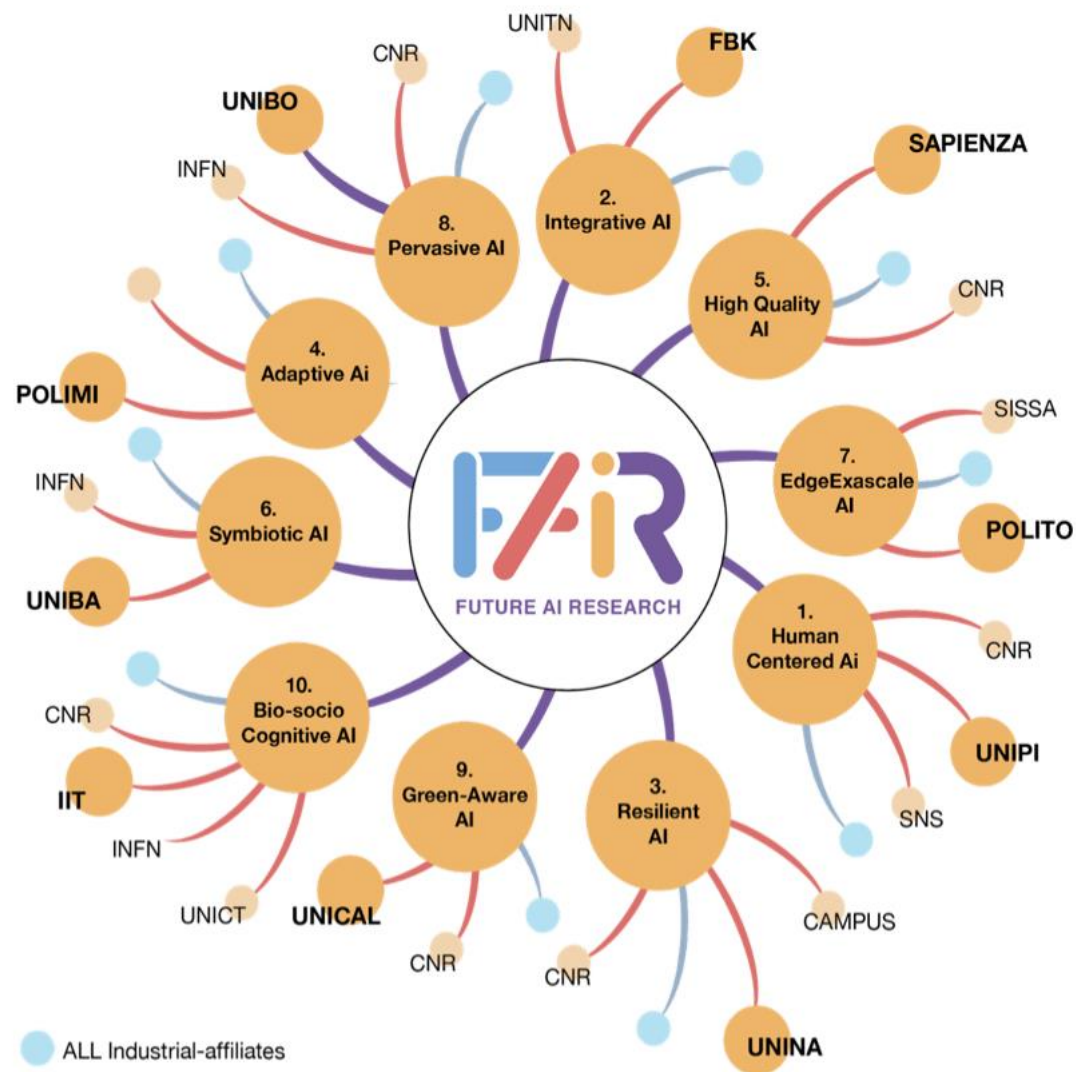 UNITN
FBK
CNR
UNIBO
SAPIENZA
INFN
8.
Pervasive AI
2.
Integrative AI
5.
High Quality
AI
CNR
4.
Adaptive Ai
POLIMI
SISSA
7.
EdgeExascale
AI
POLITO
INFN
6.
Symbiotic AI
UNIBA
FAiR
FUTURE AI RESEARCH
1.
Human
Centered Ai
CNR
UNIPI
SNS
10.
Bio-socio
Cognitive AI
CNR
IIT
INFN
UNICT
9.
Green-Aware
AI
UNICAL
CNR
3.
Resilient
AI
CAMPUS
CNR
UNINA
ALL Industrial-affiliates